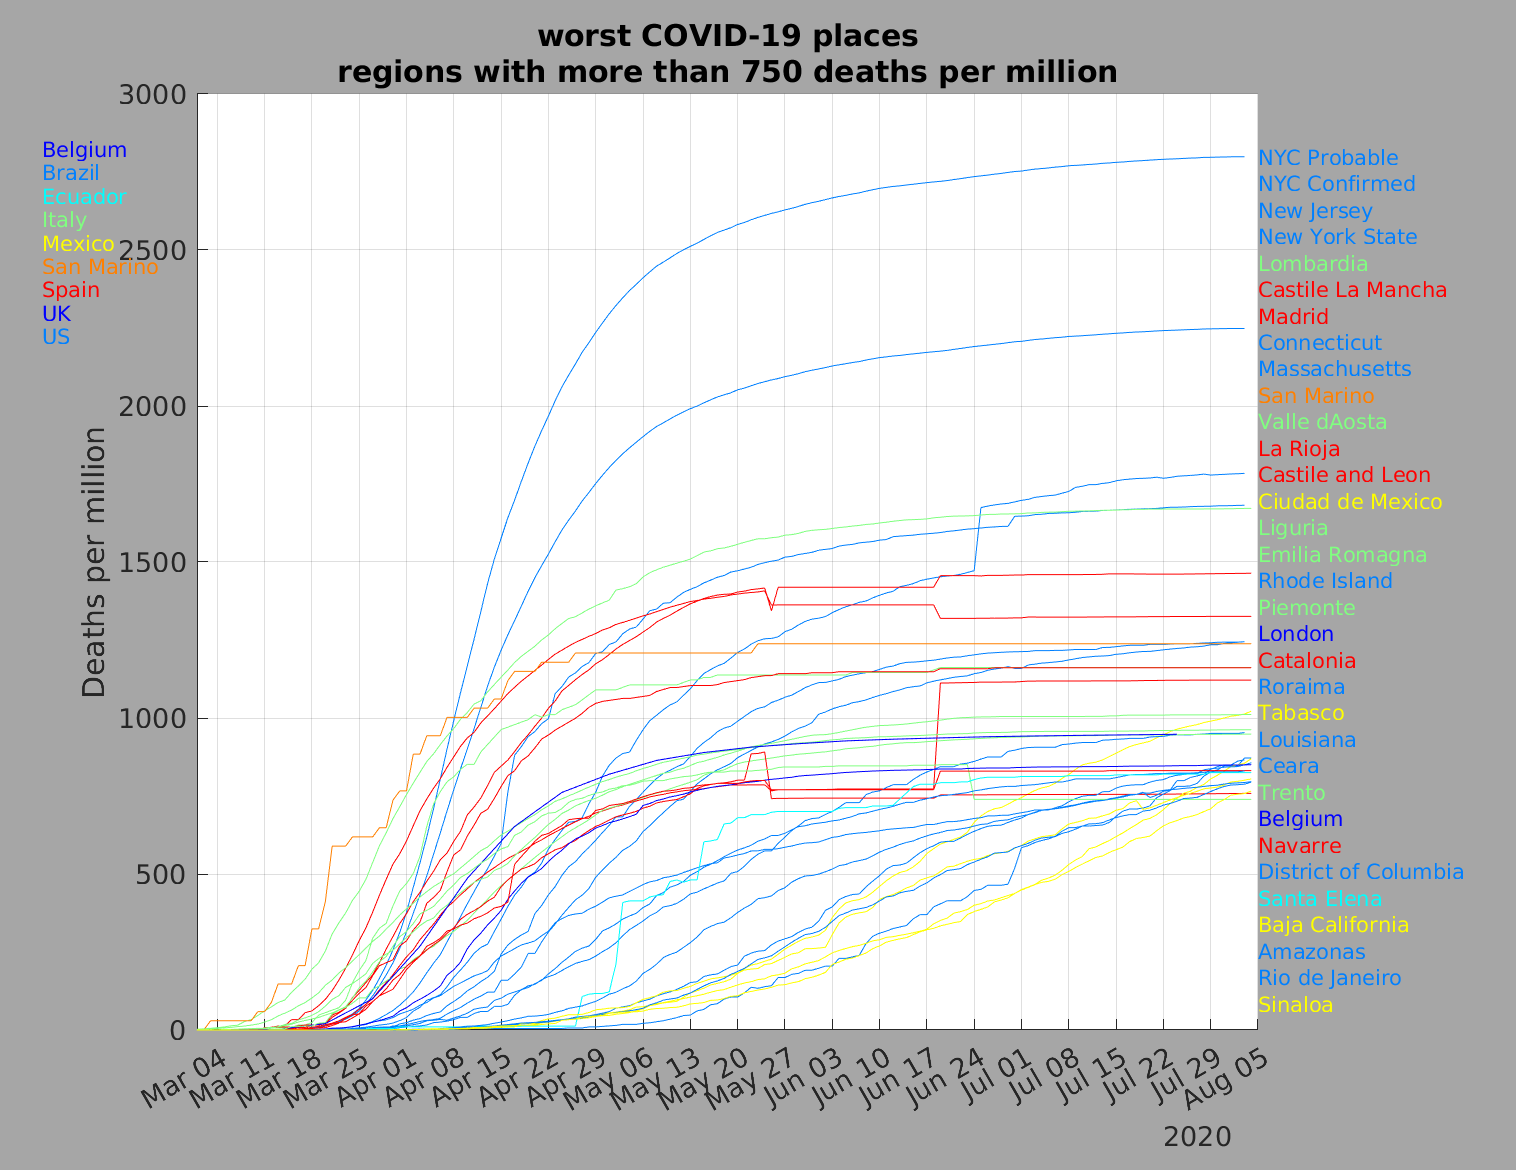 worst COVID-19 places
regions with more than 750 deaths per million
3000
2500
2000
1500
1000
500
0
Deaths per million
Belgium
Brazil
Ecuador
Italy
Mexico
San Marino
Spain
UK
US
NYC Probable
NYC Confirmed
New Jersey
New York State
Lombardia
Castile La Mancha
Madrid
Connecticut
Massachusetts
San Marino
Valle dAosta
La Rioja
Castile and Leon
Ciudad de Mexico
Liguria
Emilia Romagna
Rhode Island
Piemonte
London
Catalonia
Roraima
Tabasco
Louisiana
Ceara
Trento
Belgium
Navarre
District of Columbia
Santa Elena
Baja California
Amazonas
Rio de Janeiro
Sinaloa
Mar 04
Mar 11
Mar 18
Mar 25
Apr 01
Apr 08
Apr 15
Apr 22
Apr 29
May 06
May 13
May 20
May 27
Jun 03
Jun 10
Jun 17
Jun 24
Jul 01
Jul 08
Jul 15
Jul 22
Jul 29
Aug 05
2020